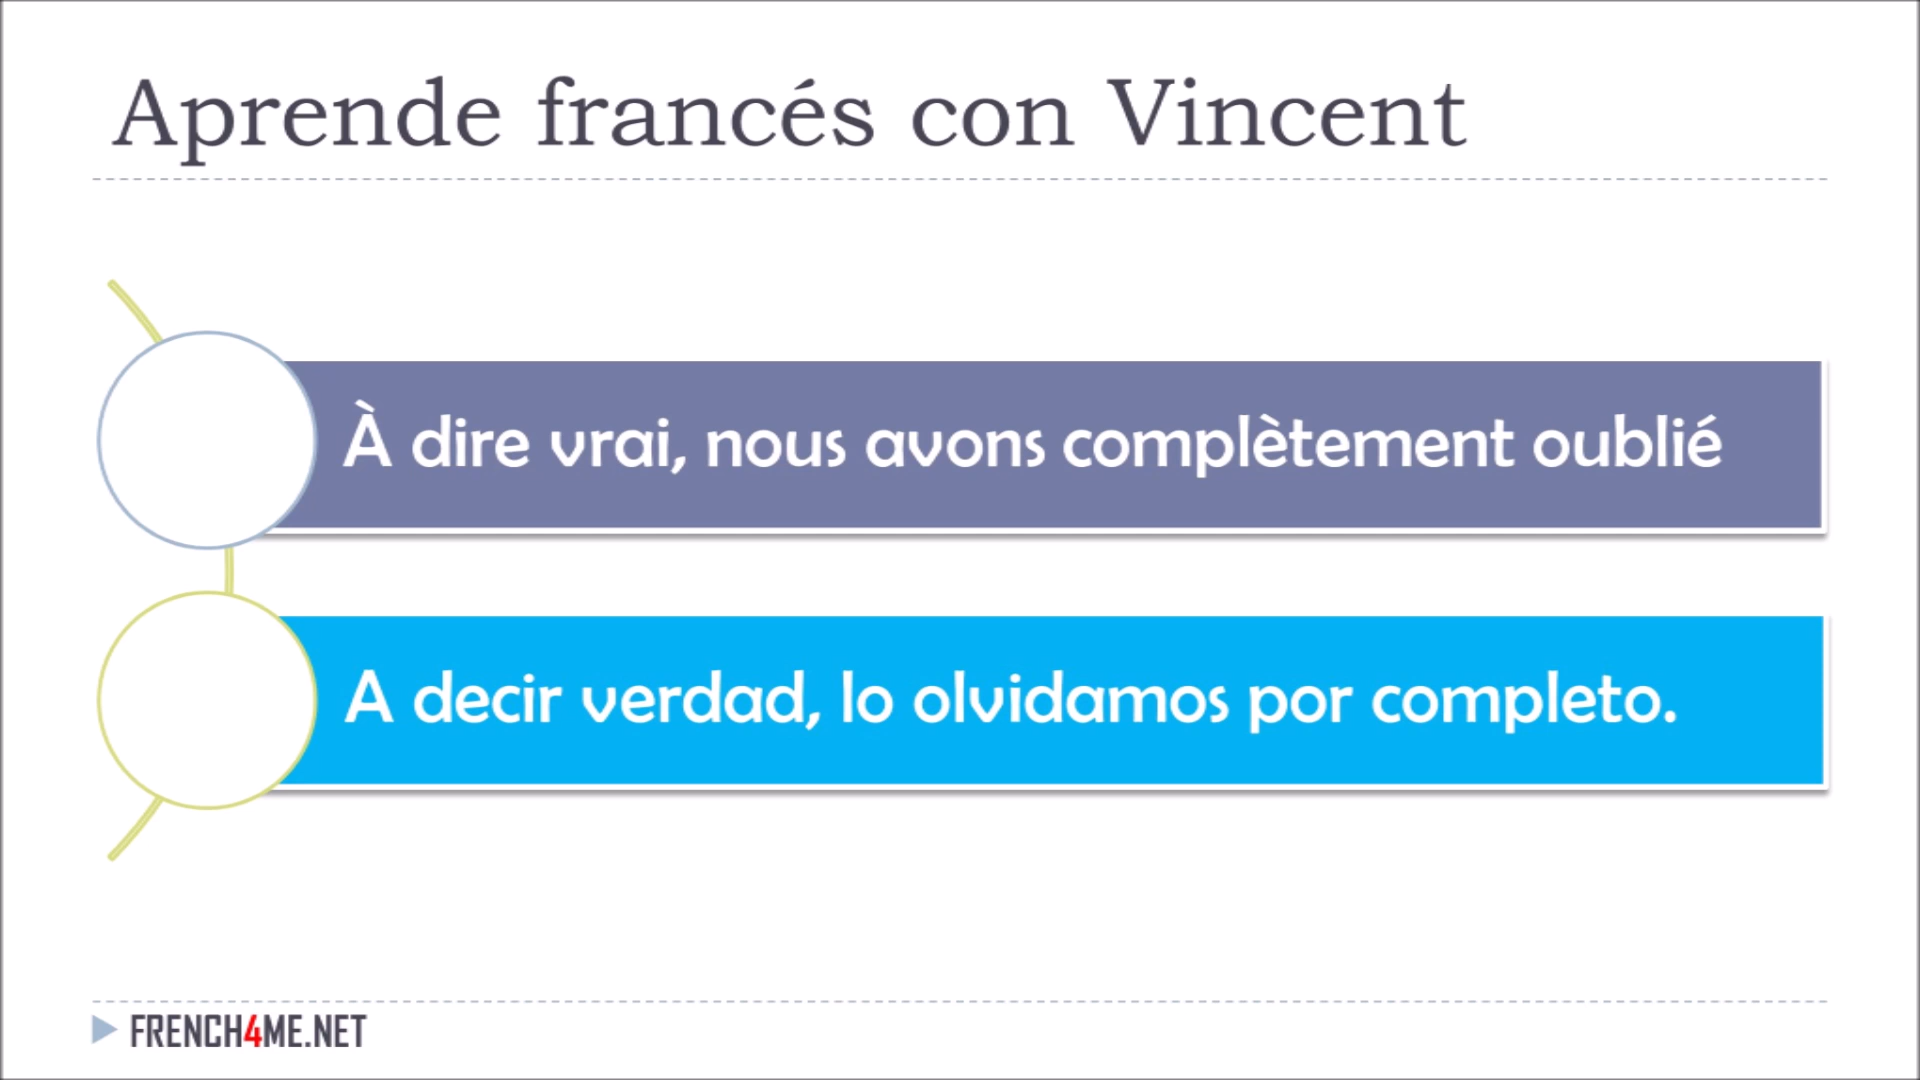 Aprende francés con Vincent
À dire vrai, nous avons complètement oublié
A decir verdad, lo olvidamos por completo.
FRENCH4ME.NET